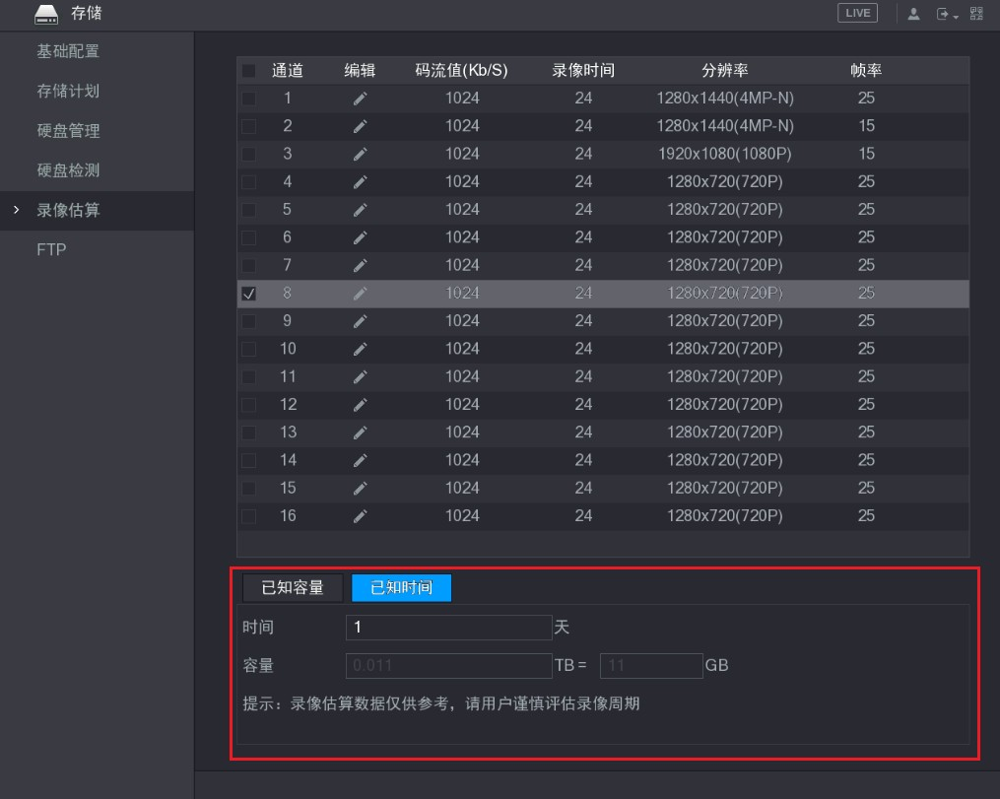 存储 LIVE
基础配置
存储计划
硬盘管理
硬盘检测
录像估算
FTP
通道 编辑 码流值(Kb/S) 录像时间 分辨率 帧率
1 1024 24 1280x1440(4MP-N) 25
2 1024 24 1280x1440(4MP-N) 15
3 1024 24 1920x1080(1080P) 15
4 1024 24 1280x720(720P) 25
5 1024 24 1280x720(720P) 25
6 1024 24 1280x720(720P) 25
7 1024 24 1280x720(720P) 25
8 1024 24 1280x720(720P) 25
9 1024 24 1280x720(720P) 25
10 1024 24 1280x720(720P) 25
11 1024 24 1280x720(720P) 25
12 1024 24 1280x720(720P) 25
13 1024 24 1280x720(720P) 25
14 1024 24 1280x720(720P) 25
15 1024 24 1280x720(720P) 25
16 1024 24 1280x720(720P) 25
已知容量 已知时间
时间 1 天
容量 0.011 TB = 11 GB
提示：录像估算数据仅供参考，请用户谨慎评估录像周期